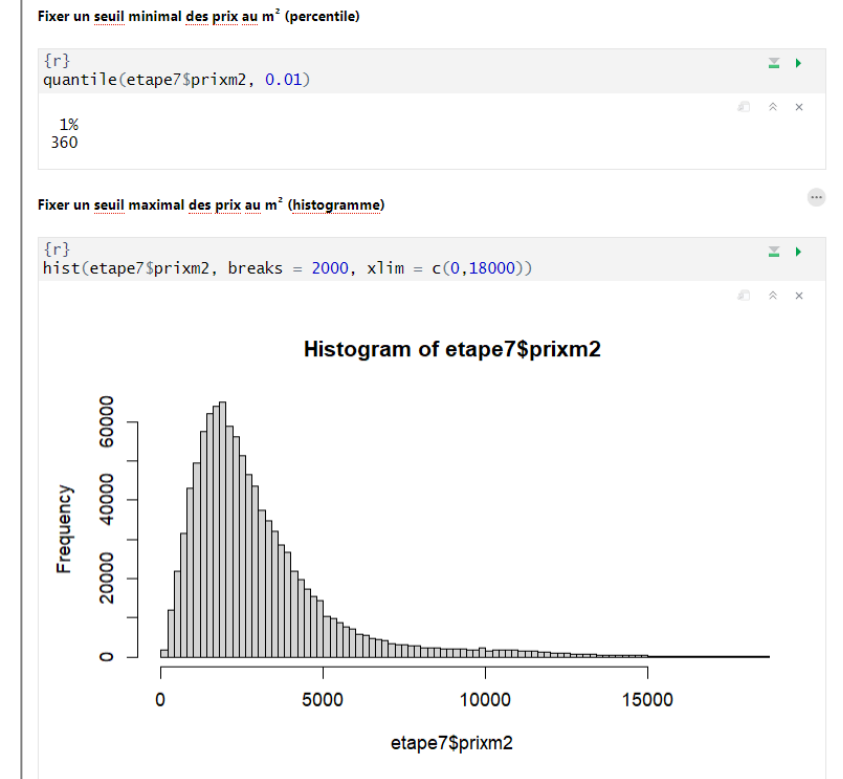 Fixer un seuil minimal des prix au m² (percentile)
{r}
quantile(etape7$prixm2, 0.01)
1%
360
Fixer un seuil maximal des prix au m² (histogramme)
{r}
hist(etape7$prixm2, breaks = 2000, xlim = c(0,18000))
Histogram of etape7$prixm2
Frequency
60000
40000
20000
0
0 5000 10000 15000
etape7$prixm2